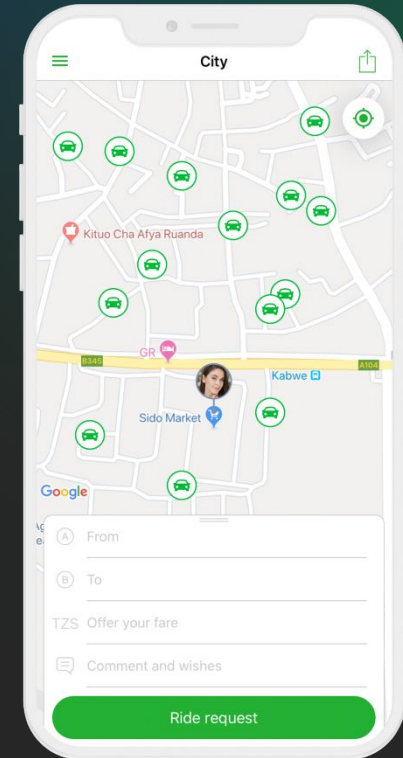 City
Kituo Cha Afya Ruanda
GR
B345
A104
Kabwe
Sido Market
Google
A From
B To
TZS Offer your fare
Comment and wishes
Ride request